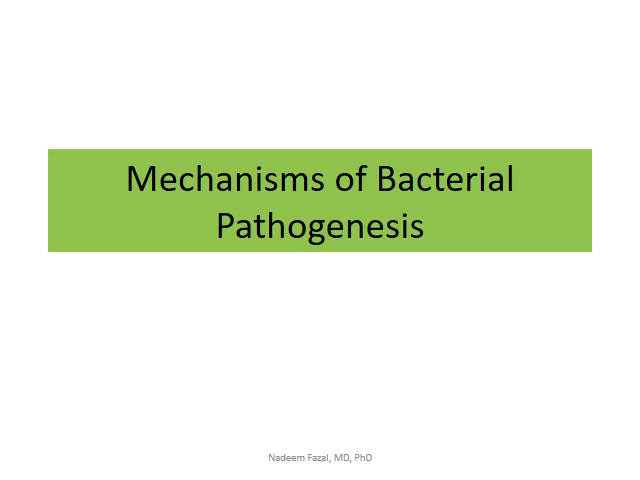 Mechanisms of Bacterial
Pathogenesis
Nadeem Fazal, MD, PhD